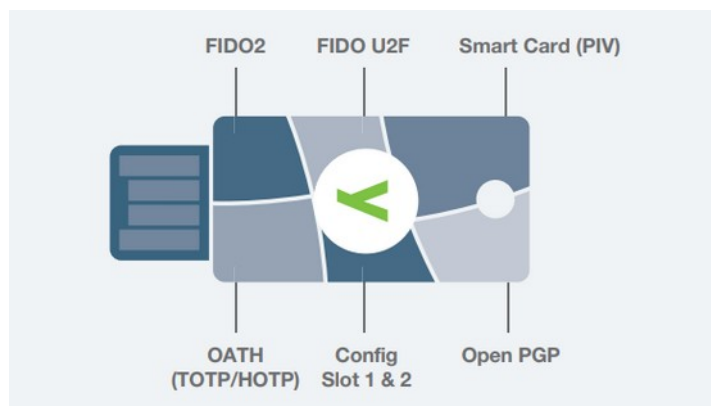 FIDO2
FIDO U2F
Smart Card (PIV)
OATH
(TOTP/HOTP)
Config
Slot 1 & 2
Open PGP